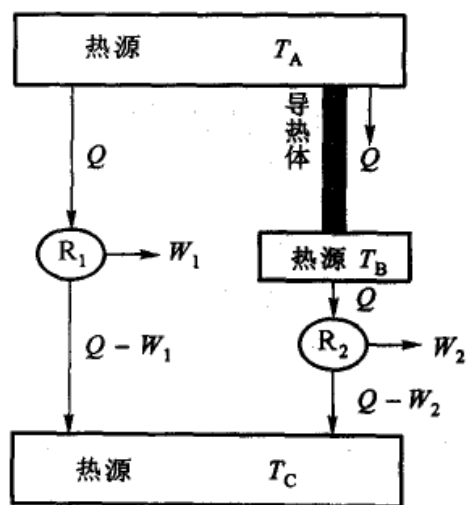 热源 T_A
导热体
Q
Q
R_1
W_1
热源 T_B
Q
Q - W_1
R_2
W_2
Q - W_2
热源 T_C